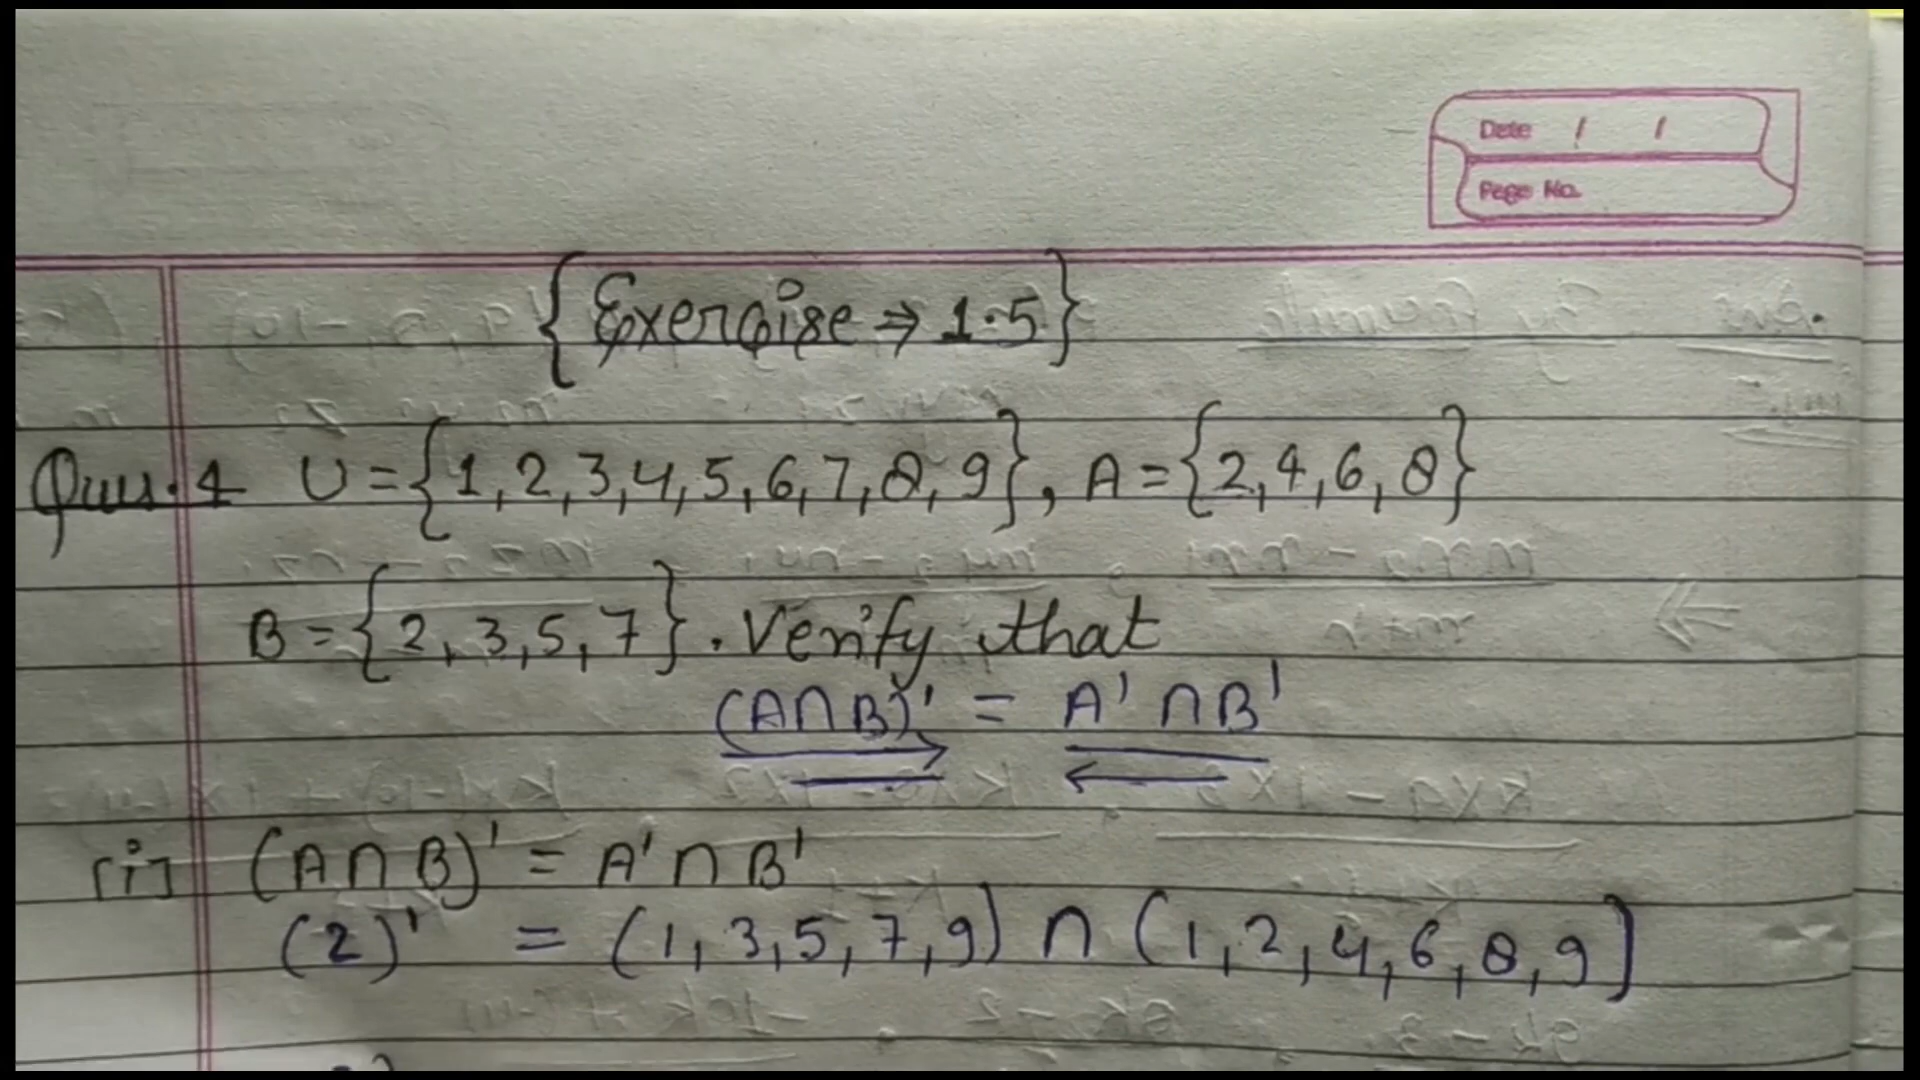 Date / /
Page No.
{Exercise ⇒ 1.5}
Ques.4 U = {1, 2, 3, 4, 5, 6, 7, 8, 9}, A = {2, 4, 6, 8}
B = {2, 3, 5, 7}. Verify that
(A∩B)' = A' ∩ B'
[i] (A∩B)' = A' ∩ B'
(2)' = (1, 3, 5, 7, 9) ∩ (1, 2, 4, 6, 8, 9]